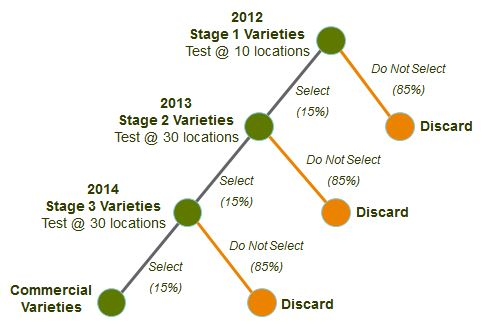 2012
Stage 1 Varieties
Test @ 10 locations
Do Not Select
(85%)
Select
(15%)
Discard
2013
Stage 2 Varieties
Test @ 30 locations
Do Not Select
(85%)
Select
(15%)
Discard
2014
Stage 3 Varieties
Test @ 30 locations
Do Not Select
(85%)
Select
(15%)
Commercial
Varieties
Discard